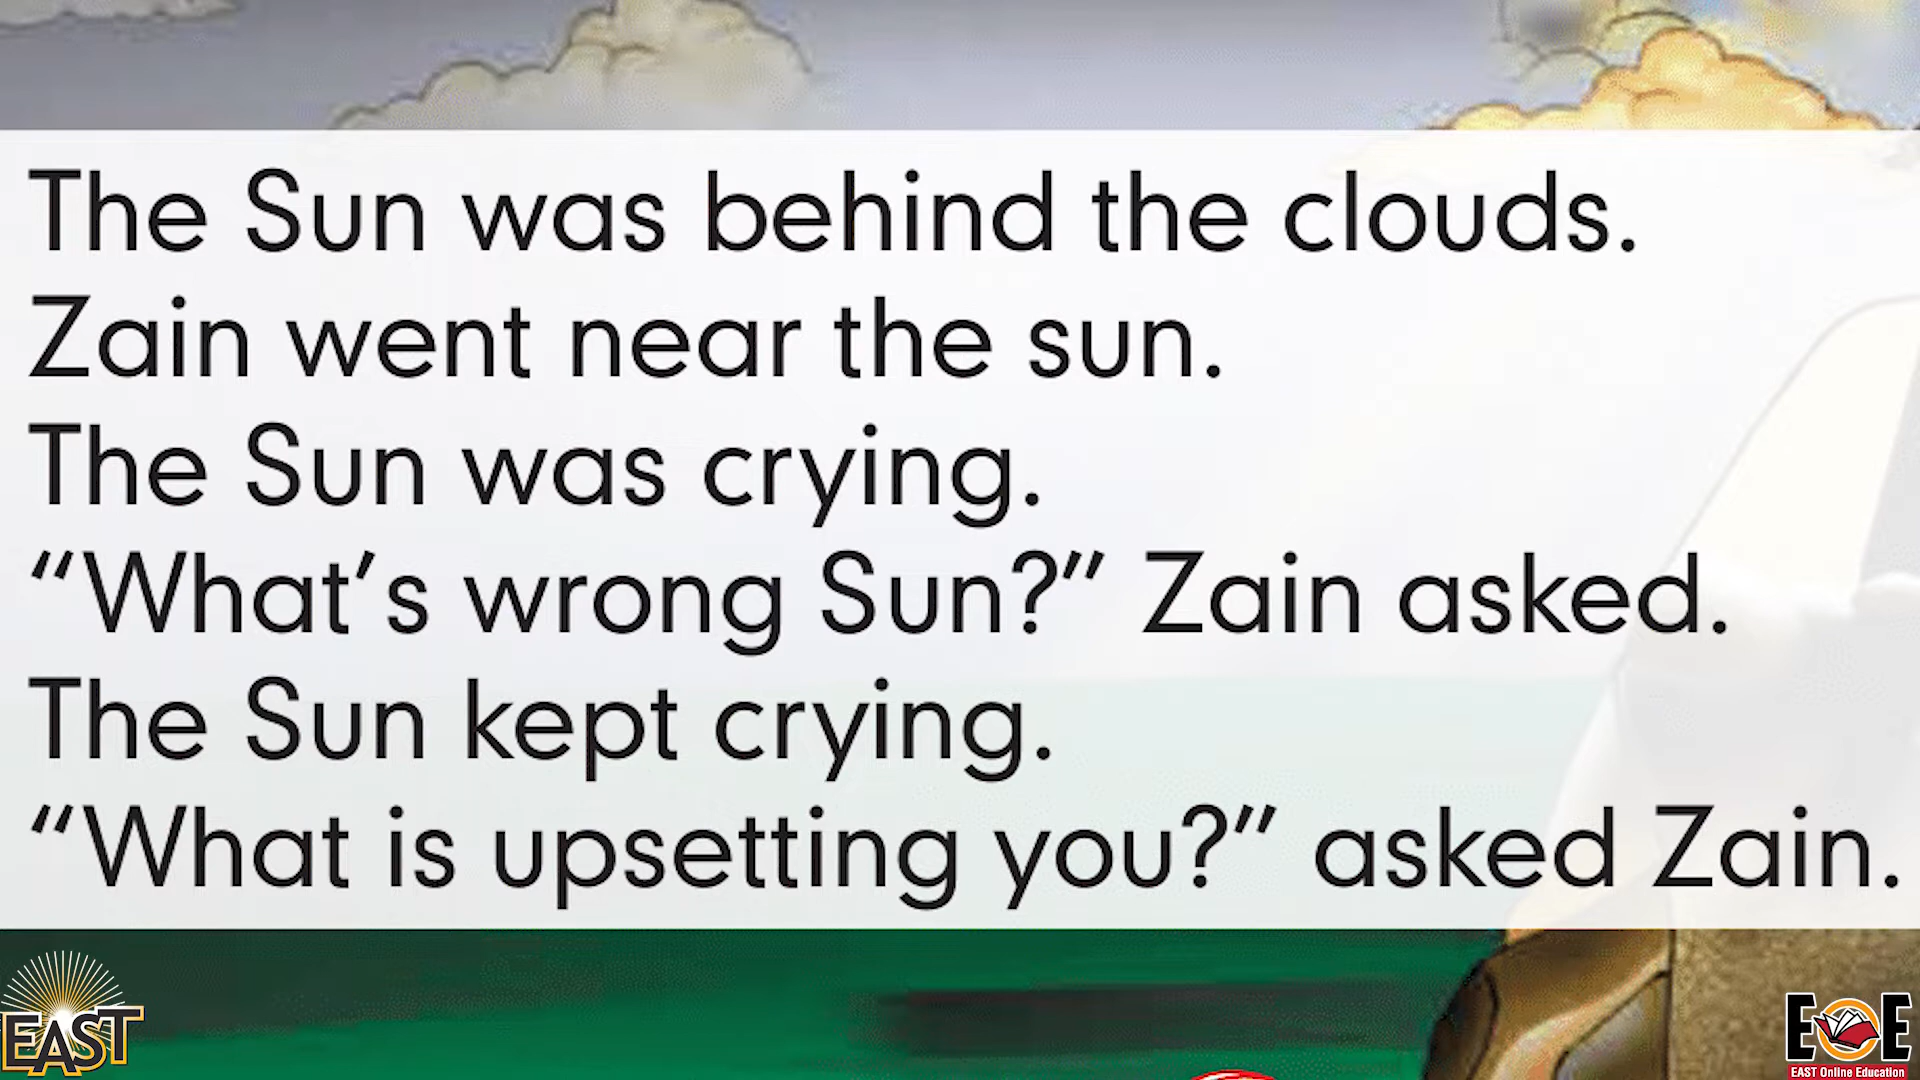 The Sun was behind the clouds.
Zain went near the sun.
The Sun was crying.
“What’s wrong Sun?” Zain asked.
The Sun kept crying.
“What is upsetting you?” asked Zain.
EAST
EOE
EAST Online Education